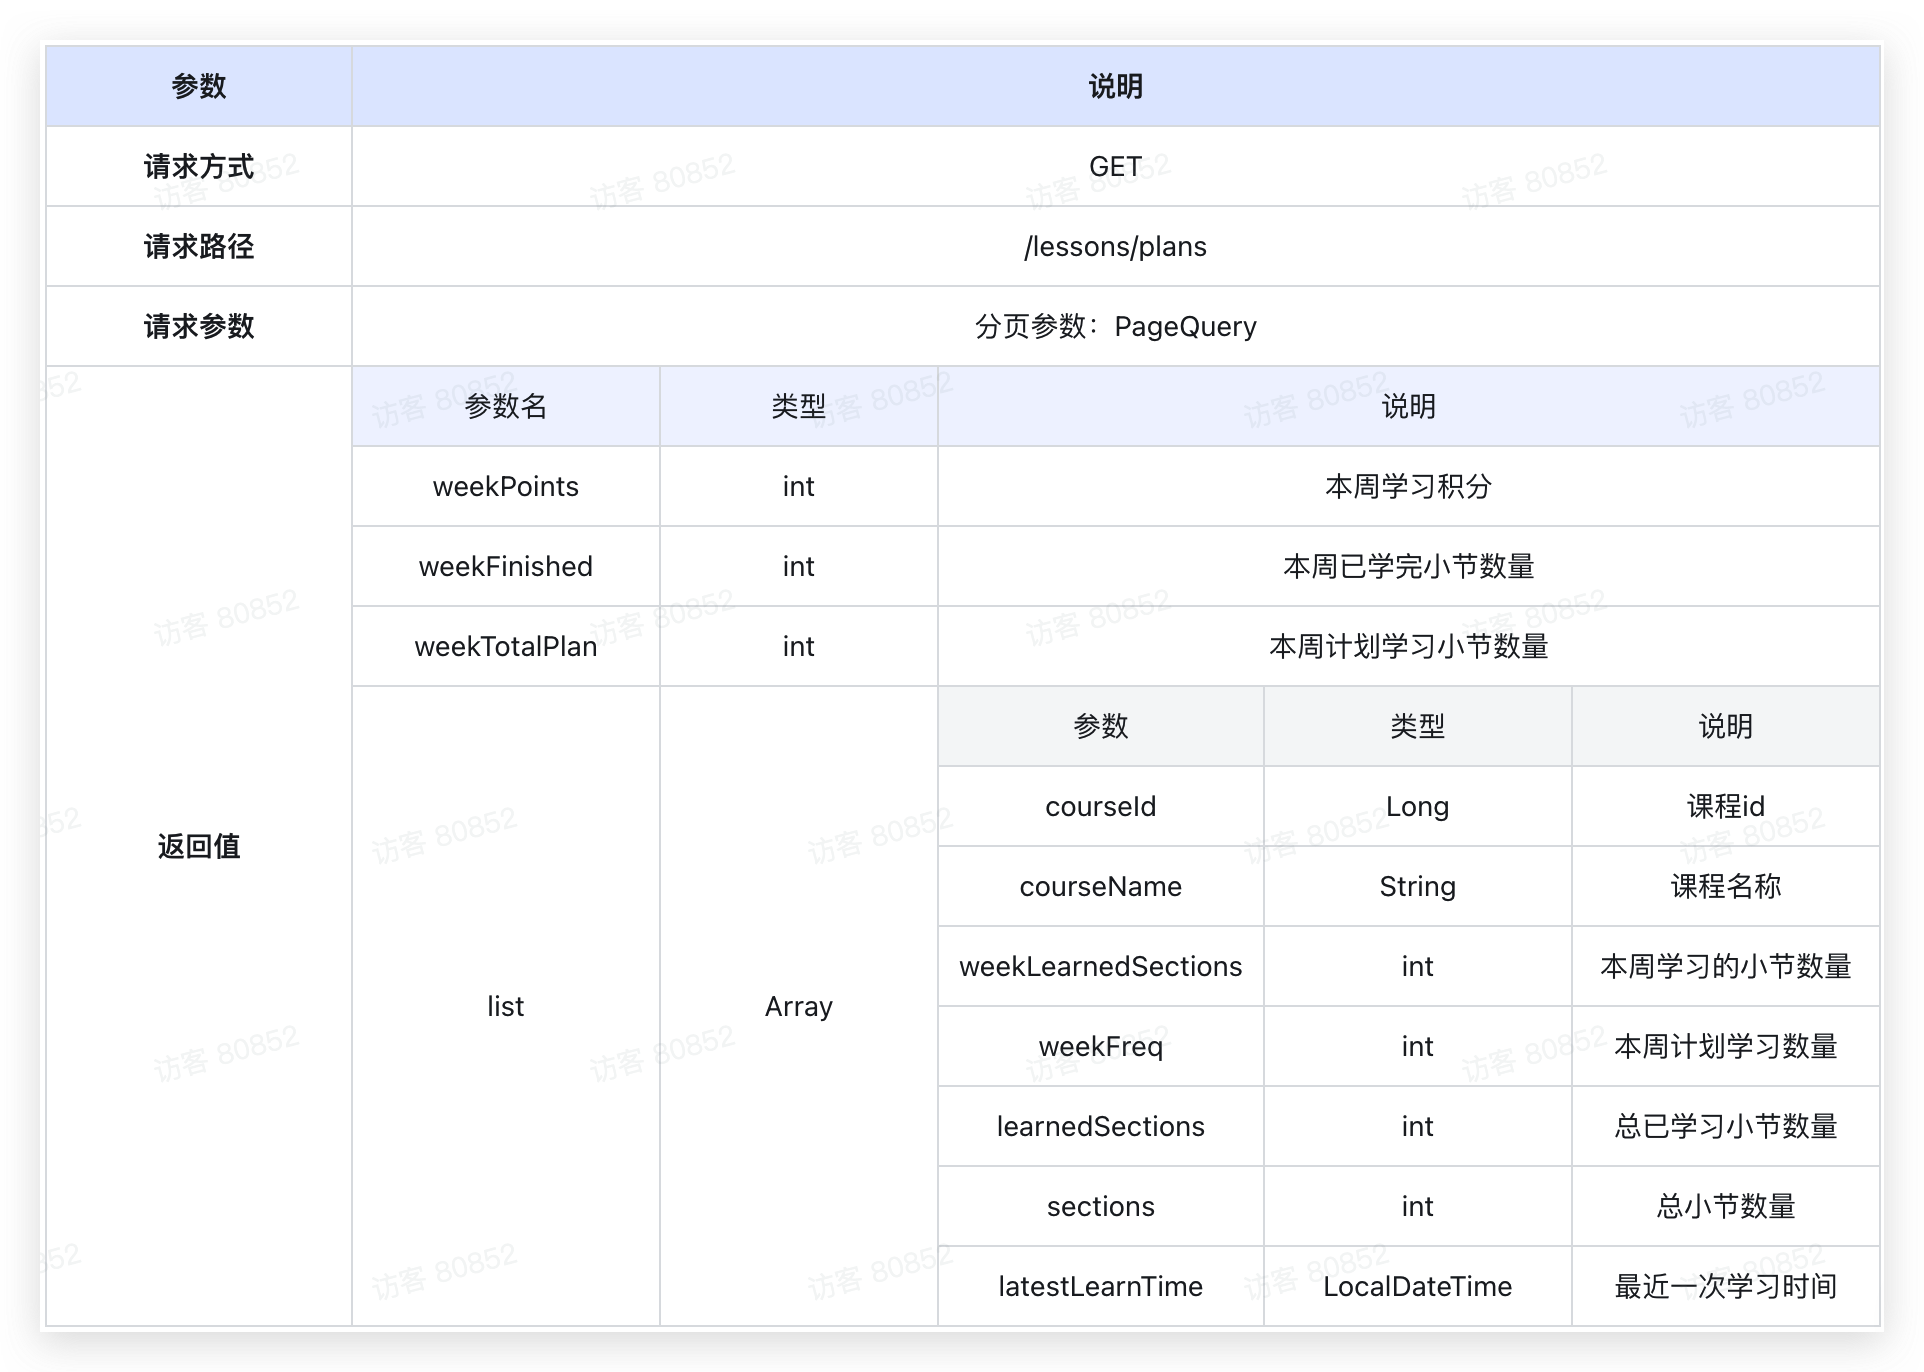 参数 说明
请求方式 GET
请求路径 /lessons/plans
请求参数 分页参数：PageQuery
返回值
参数名 类型 说明
weekPoints int 本周学习积分
weekFinished int 本周已学完小节数量
weekTotalPlan int 本周计划学习小节数量
list Array
参数 类型 说明
courseId Long 课程id
courseName String 课程名称
weekLearnedSections int 本周学习的小节数量
weekFreq int 本周计划学习数量
learnedSections int 总已学习小节数量
sections int 总小节数量
latestLearnTime LocalDateTime 最近一次学习时间
访客 80852